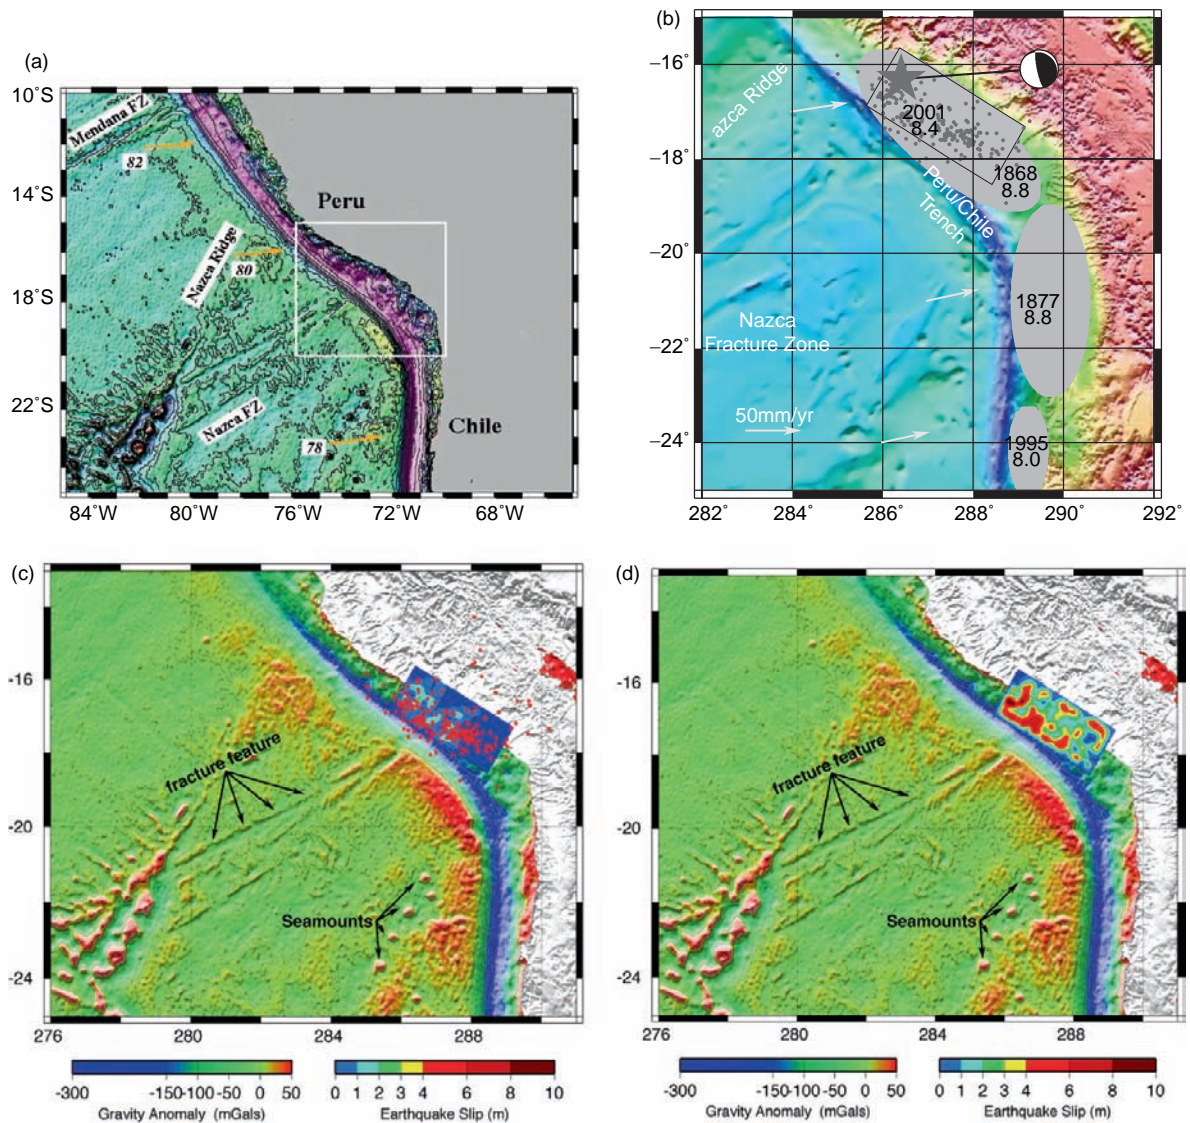 (a)
10°S
14°S
18°S
22°S
84°W
80°W
76°W
72°W
68°W
Mendana FZ
82
Peru
Nazca Ridge
80
Nazca FZ
78
Chile
(b)
−16°
−18°
−20°
−22°
−24°
282°
284°
286°
288°
290°
292°
azca Ridge
2001
8.4
1868
8.8
Peru/Chile
Trench
1877
8.8
Nazca
Fracture Zone
50mm/yr
1995
8.0
(c)
-16
-20
-24
276
280
284
288
fracture feature
Seamounts
-300
-150
-100
-50
0
50
Gravity Anomaly (mGals)
0 1 2 3 4 6 8 10
Earthquake Slip (m)
(d)
-16
-20
-24
276
280
284
288
fracture feature
Seamounts
-300
-150
-100
-50
0
50
Gravity Anomaly (mGals)
0 1 2 3 4 6 8 10
Earthquake Slip (m)